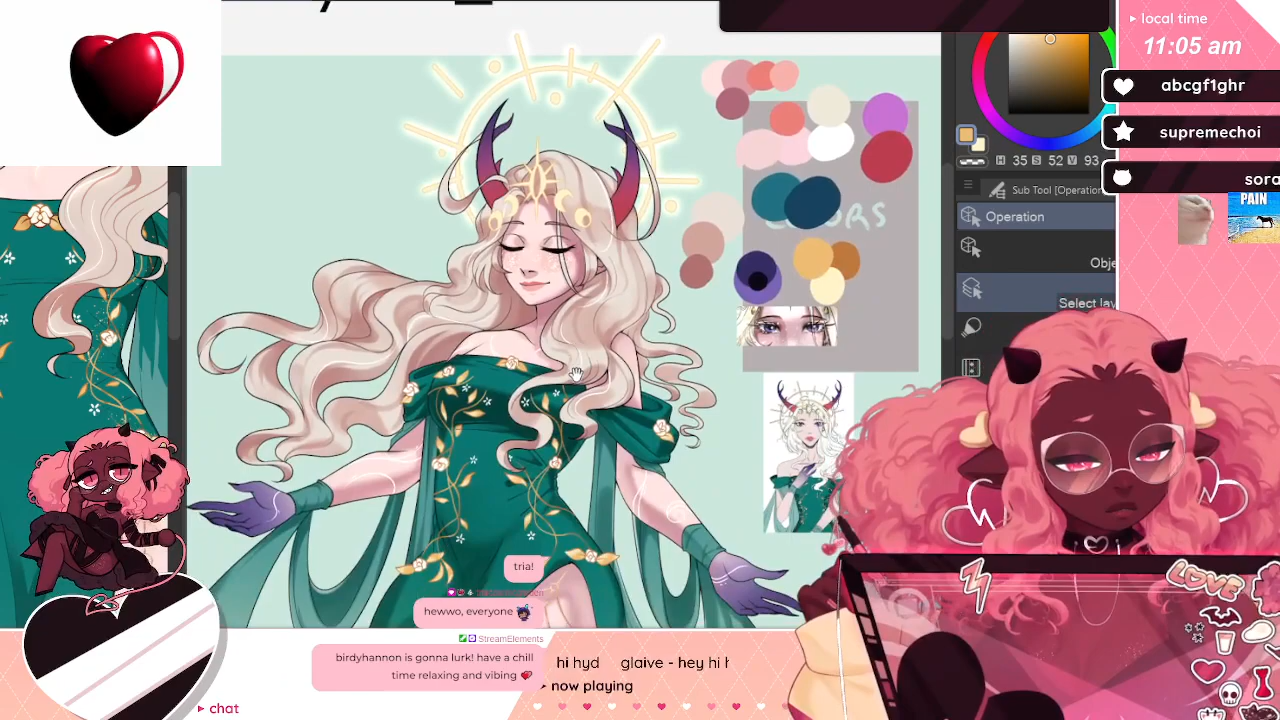 local time
11:05 am
abcgf1ghr
supremechoi
sora
PAIN
H 35 S 52 V 93
Sub Tool [Operation
Operation
Obje
Select lay
COLORS
tria!
hewwo, everyone
StreamElements
birdyhannon is gonna lurk! have a chill
time relaxing and vibing
hi hyd glaive - hey hi h
now playing
chat
LOVE